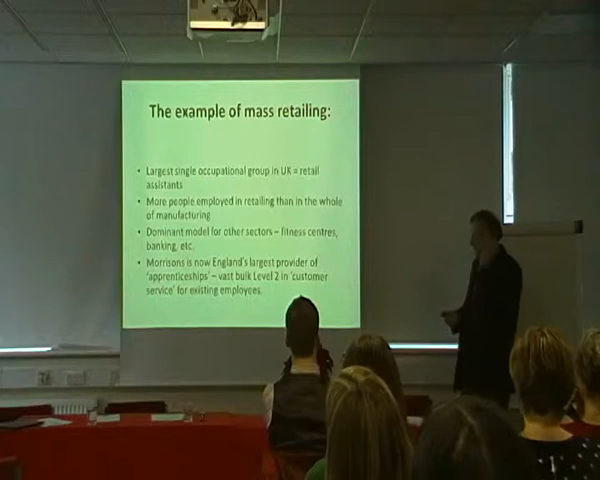 The example of mass retailing:
• Largest single occupational group in UK = retail
assistants
• More people employed in retailing than in the whole
of manufacturing
• Dominant model for other sectors – fitness centres,
banking, etc.
• Morrisons is now England's largest provider of
'apprenticeships' – vast bulk Level 2 in 'customer
service' for existing employees.